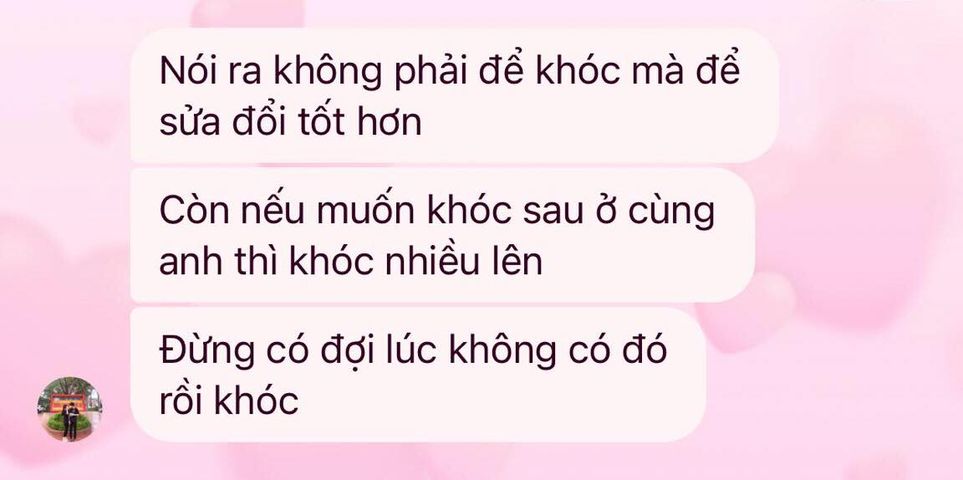 Nói ra không phải để khóc mà để
sửa đổi tốt hơn
Còn nếu muốn khóc sau ở cùng
anh thì khóc nhiều lên
Đừng có đợi lúc không có đó
rồi khóc